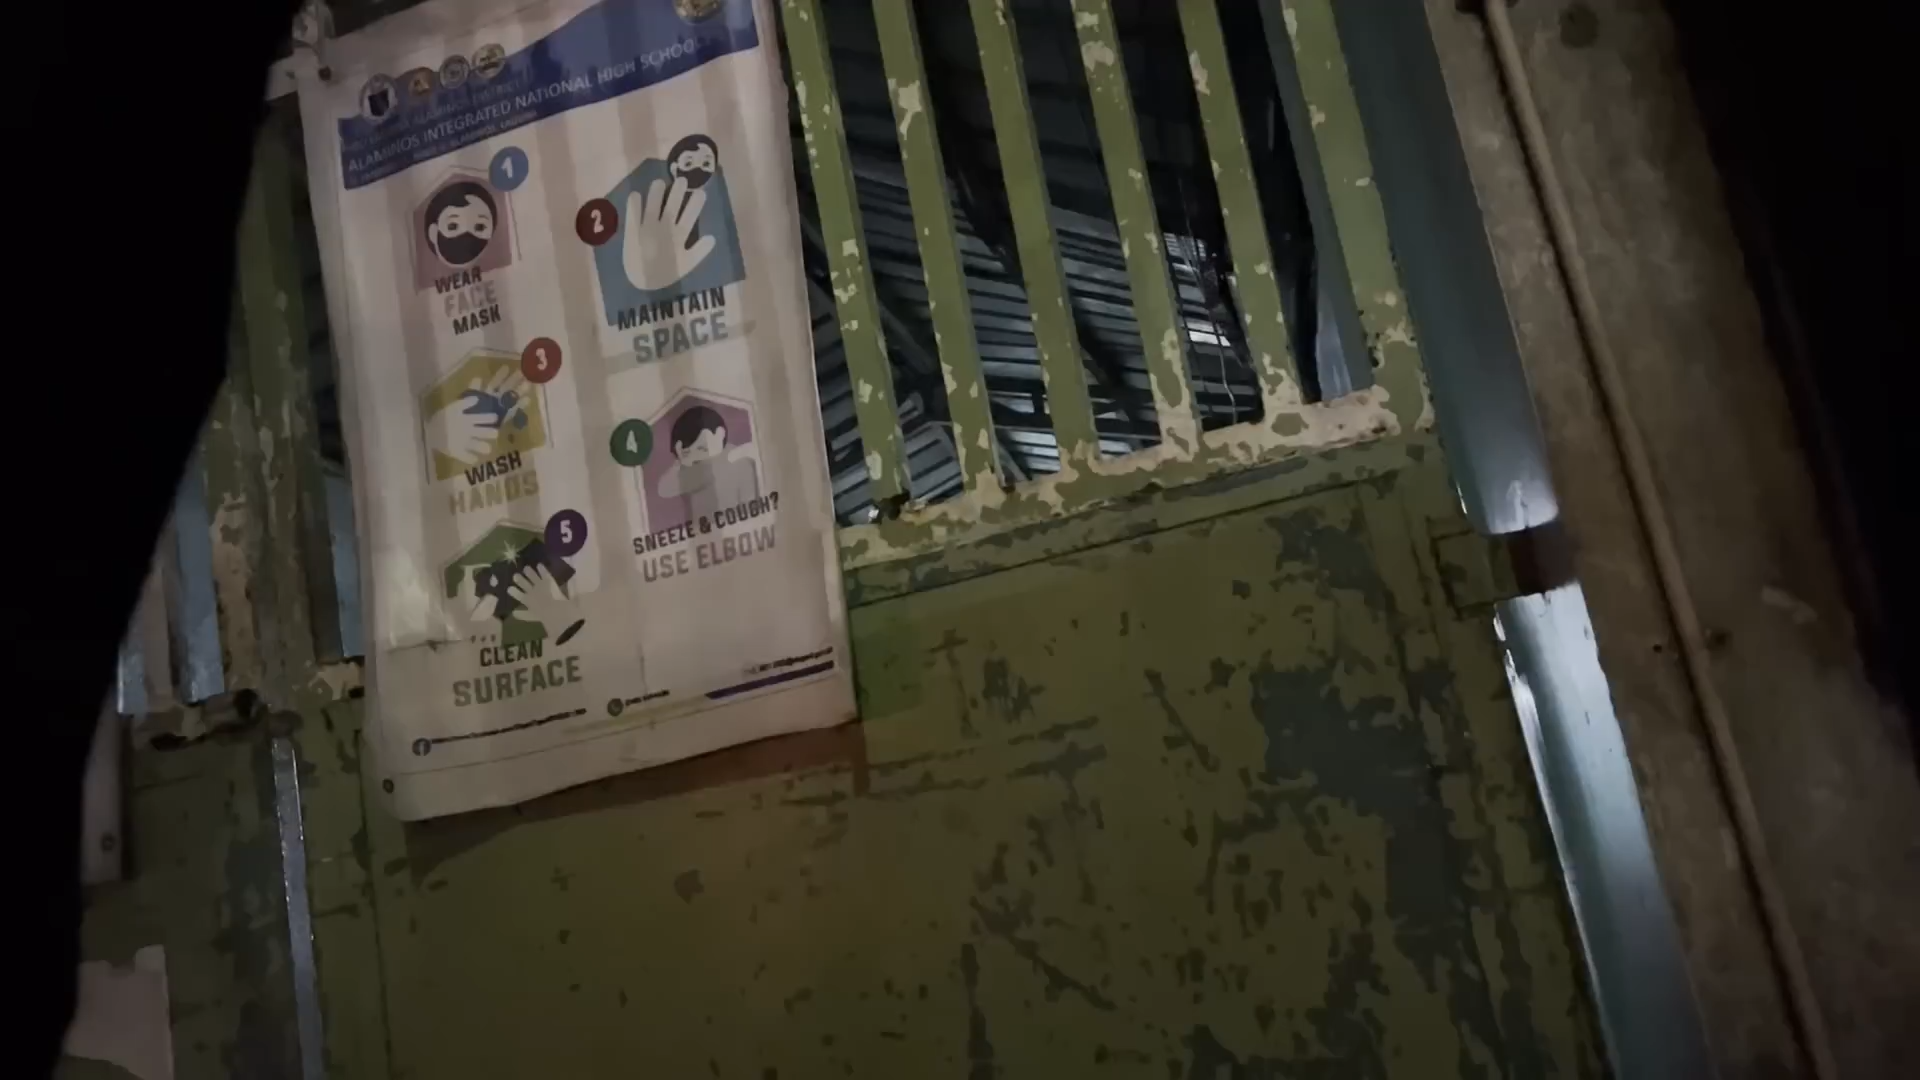 ALAMINOS INTEGRATED NATIONAL HIGH SCHOOL
1
WEAR
FACE
MASK
2
MAINTAIN
SPACE
3
WASH
HANDS
4
SNEEZE & COUGH?
USE ELBOW
5
CLEAN
SURFACE